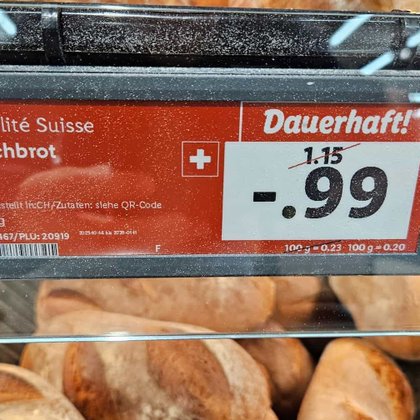 lité Suisse
chbrot
Dauerhaft!
1.15
-.99
stellt in:CH/Zutaten: siehe QR-Code
g
467/PLU: 20919
F
100 g = 0.23 100 g = 0.20